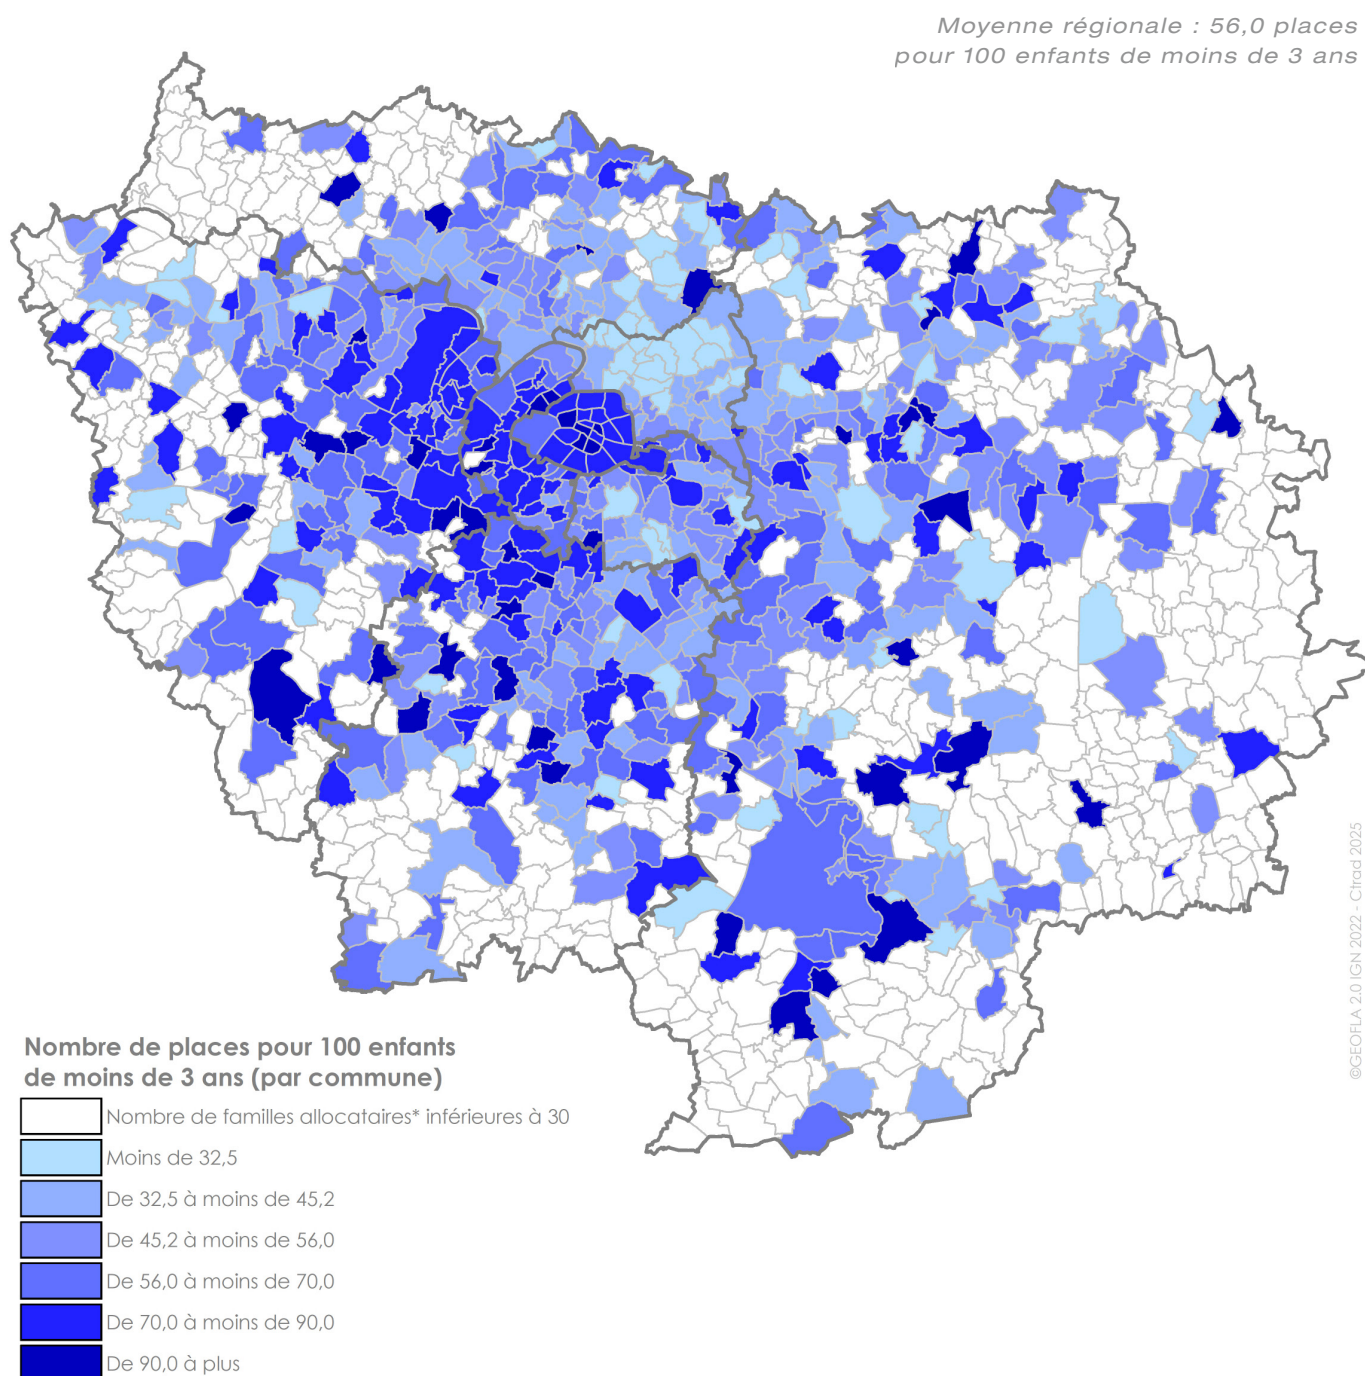 Moyenne régionale : 56,0 places
pour 100 enfants de moins de 3 ans
©GEOFLA 2.0 IGN 2022 - Ctrad 2025
Nombre de places pour 100 enfants
de moins de 3 ans (par commune)
Nombre de familles allocataires* inférieures à 30
Moins de 32,5
De 32,5 à moins de 45,2
De 45,2 à moins de 56,0
De 56,0 à moins de 70,0
De 70,0 à moins de 90,0
De 90,0 à plus